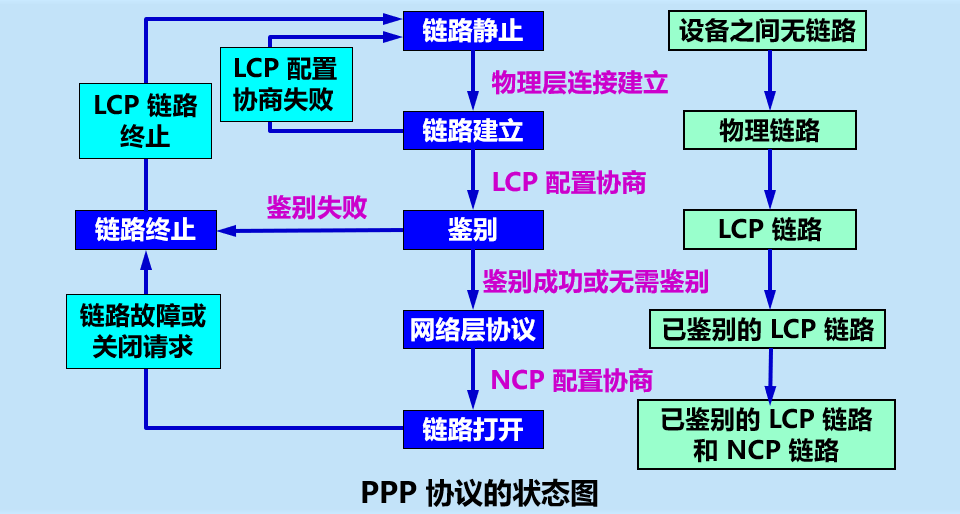 链路静止
设备之间无链路
LCP 配置
协商失败
物理层连接建立
LCP 链路
终止
链路建立
物理链路
LCP 配置协商
鉴别失败
链路终止
鉴别
LCP 链路
鉴别成功或无需鉴别
链路故障或
关闭请求
网络层协议
已鉴别的 LCP 链路
NCP 配置协商
链路打开
已鉴别的 LCP 链路
和 NCP 链路
PPP 协议的状态图